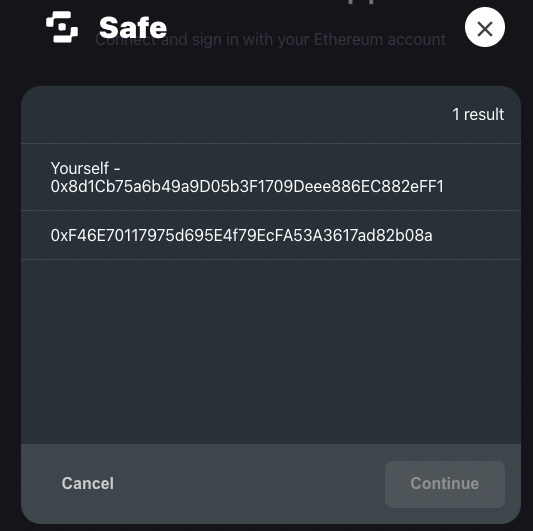 Safe
Connect and sign in with your Ethereum account
1 result
Yourself -
0x8d1Cb75a6b49a9D05b3F1709Deee886EC882eFF1
0xF46E70117975d695E4f79EcFA53A3617ad82b08a
Cancel
Continue